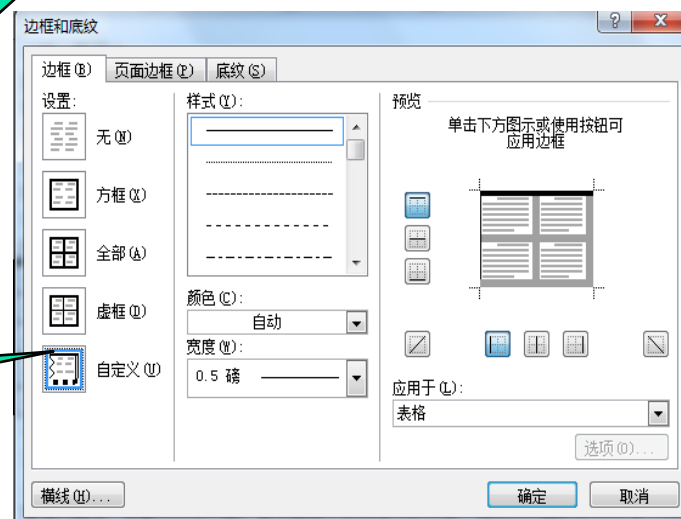 边框和底纹
边框(B) 页面边框(P) 底纹(S)
设置:
无(N)
方框(X)
全部(A)
虚框(D)
自定义(U)
样式(Y):
颜色(C):
自动
宽度(W):
0.5 磅
预览
单击下方图示或使用按钮可
应用边框
应用于(L):
表格
选项(O)...
横线(H)...
确定 取消